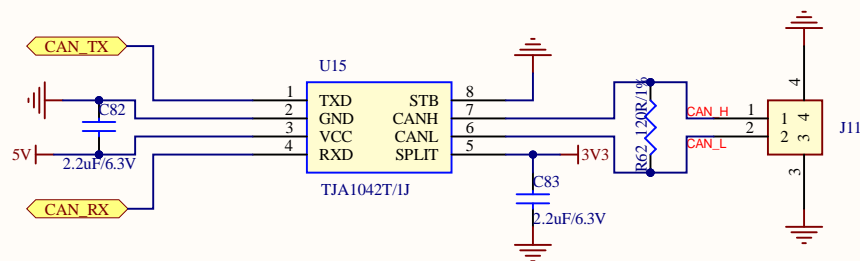 CAN_TX
U15
1 TXD STB 8
2 GND CANH 7
3 VCC CANL 6
4 RXD SPLIT 5
TJA1042T/1J
C82
5V
2.2uF/6.3V
CAN_RX
3V3
C83
2.2uF/6.3V
R62 120R/1%
CAN_H
CAN_L
4
1 1 4
2 2 3
3
J11